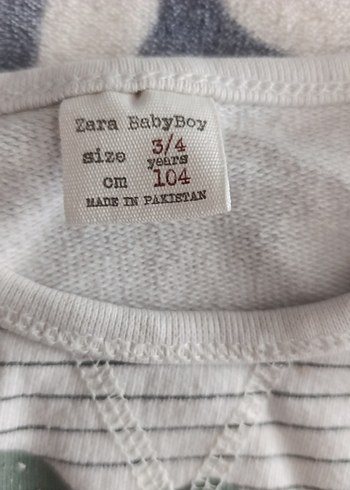 Zara BabyBoy
size 3/4
years
cm 104
MADE IN PAKISTAN